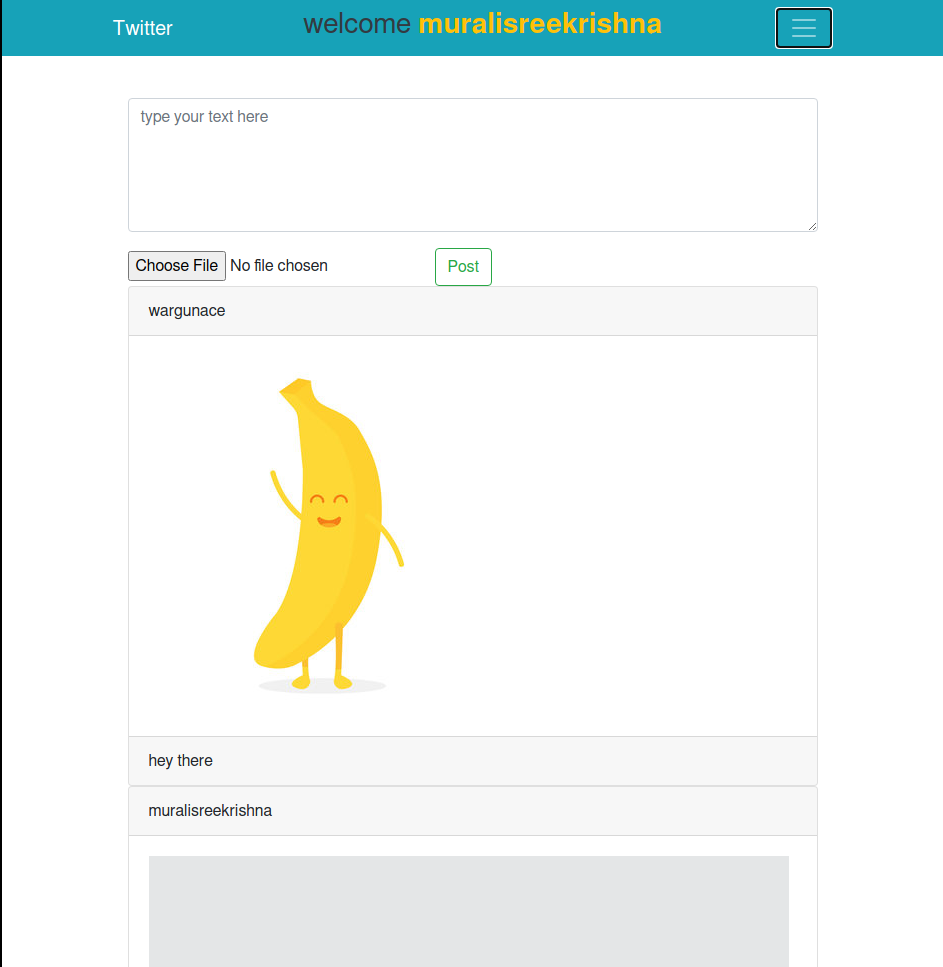 Twitter
welcome muralisreekrishna
type your text here
Choose File No file chosen
Post
wargunace
hey there
muralisreekrishna